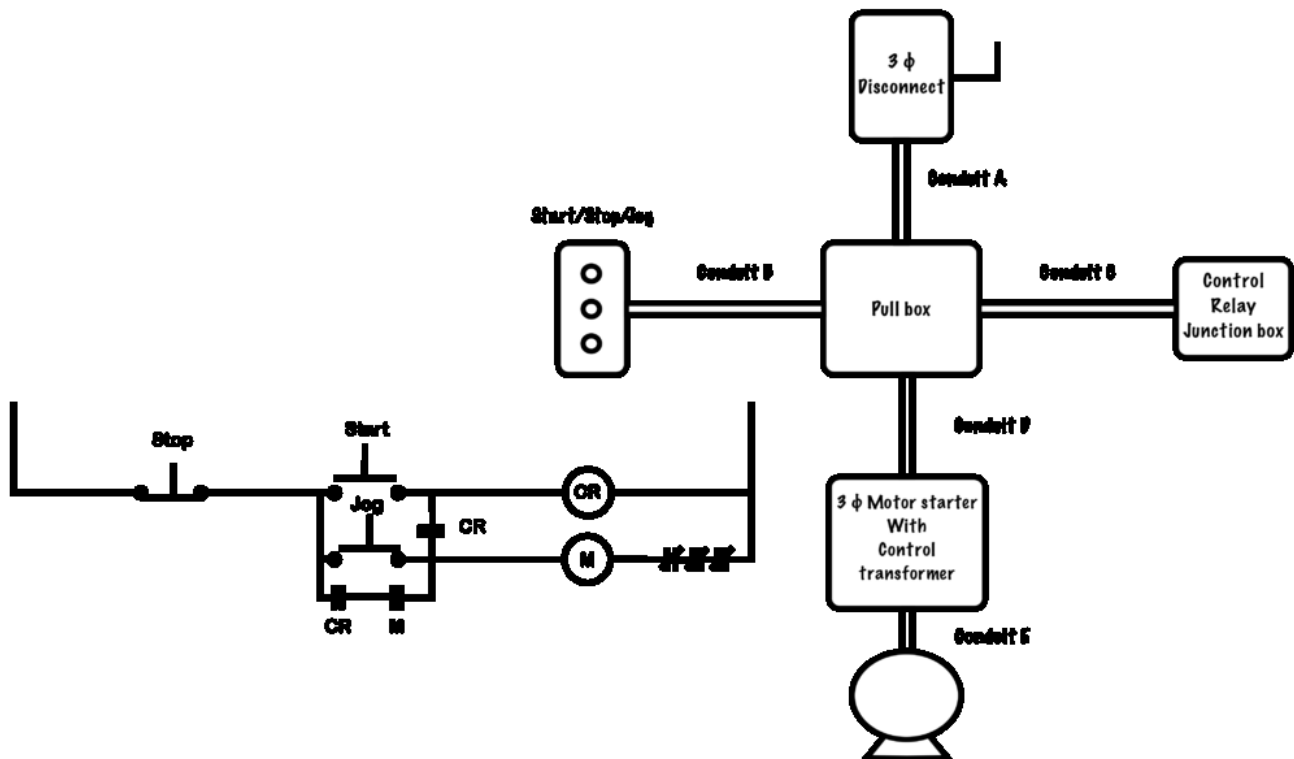 3 ϕ
Disconnect
Conduit A
Start/Stop/Jog
Conduit B
Conduit C
Control
Relay
Junction box
Pull box
Conduit D
Stop
Start
Jog
CR
CR
M
CR
M
3 ϕ Motor starter
With
Control
transformer
Conduit E